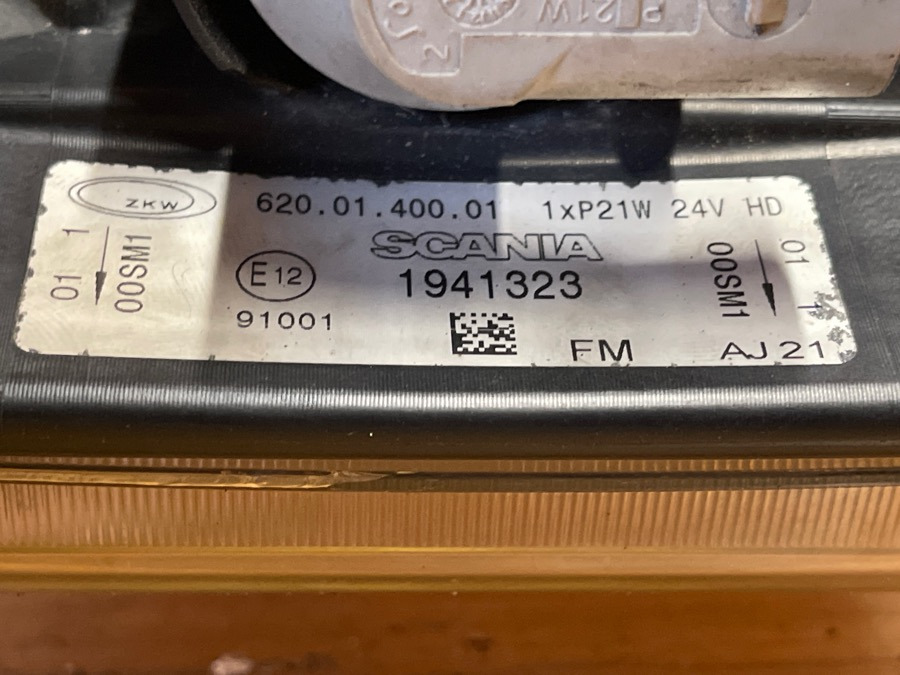 P21W
ZKW
620.01.400.01 1xP21W 24V HD
SCANIA
1941323
E12
91001
FM
AJ 21
01 1
00SM1
01 1
00SM1